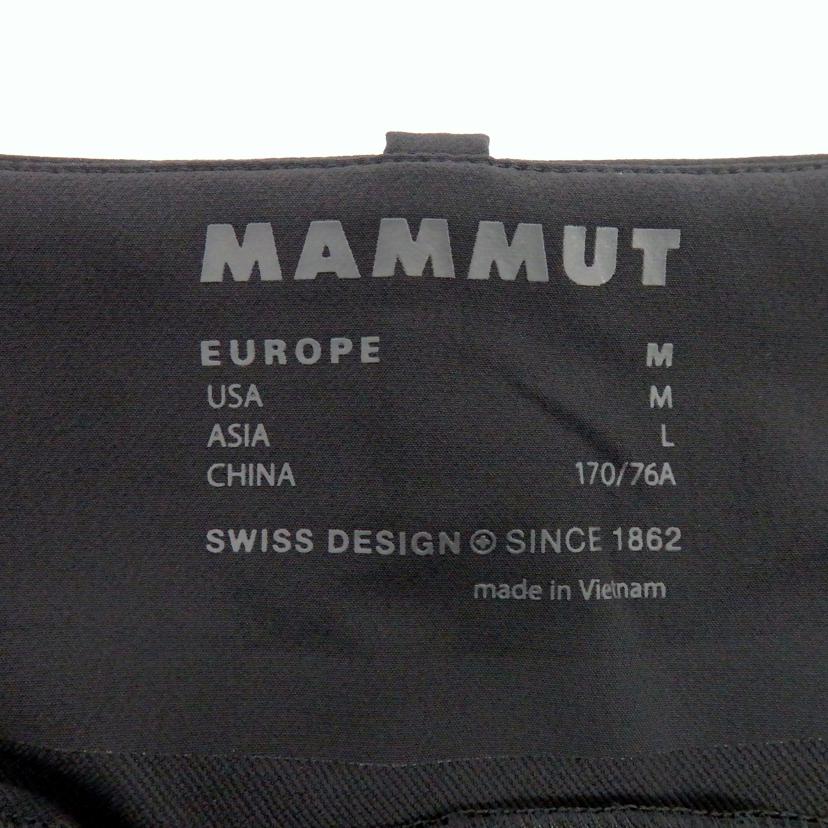 MAMMUT
EUROPE M
USA M
ASIA L
CHINA 170/76A
SWISS DESIGN SINCE 1862
made in Vietnam